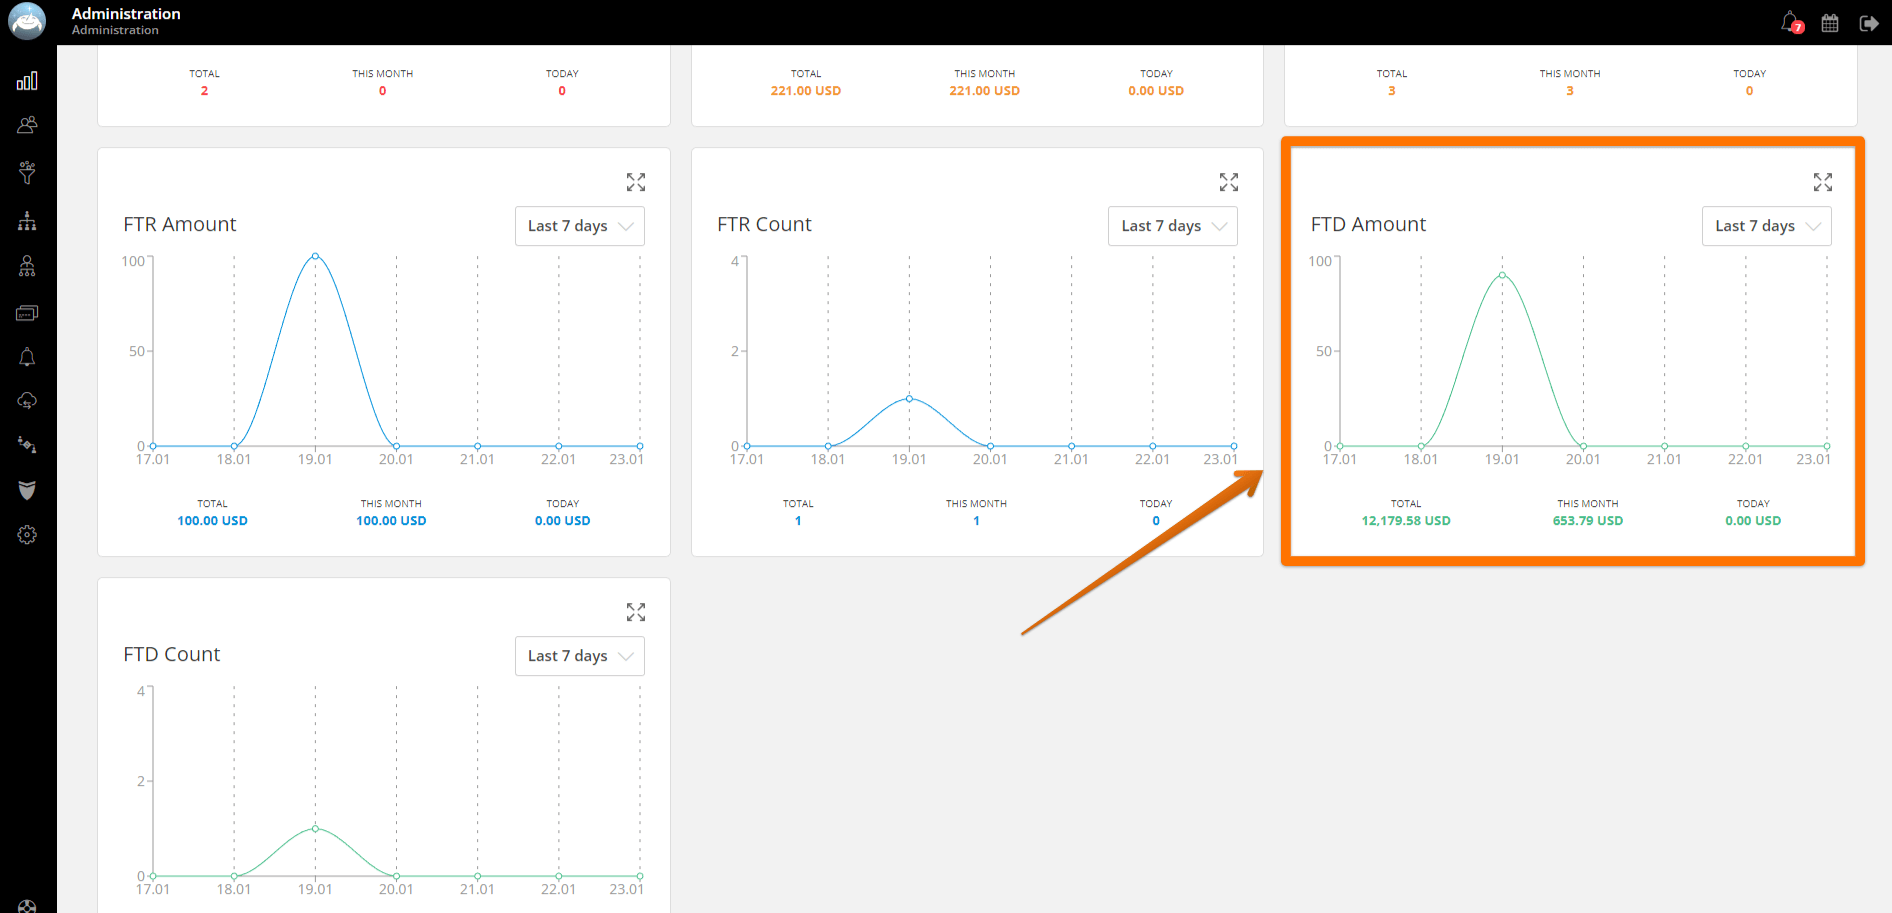 Administration
Administration
7
TOTAL THIS MONTH TODAY
2 0 0
TOTAL THIS MONTH TODAY
221.00 USD 221.00 USD 0.00 USD
TOTAL THIS MONTH TODAY
3 3 0
FTR Amount Last 7 days
100
50
0
17.01 18.01 19.01 20.01 21.01 22.01 23.01
TOTAL THIS MONTH TODAY
100.00 USD 100.00 USD 0.00 USD
FTR Count Last 7 days
4
2
0
17.01 18.01 19.01 20.01 21.01 22.01 23.01
TOTAL THIS MONTH TODAY
1 1 0
FTD Amount Last 7 days
100
50
0
17.01 18.01 19.01 20.01 21.01 22.01 23.01
TOTAL THIS MONTH TODAY
12,179.58 USD 653.79 USD 0.00 USD
FTD Count Last 7 days
4
2
0
17.01 18.01 19.01 20.01 21.01 22.01 23.01